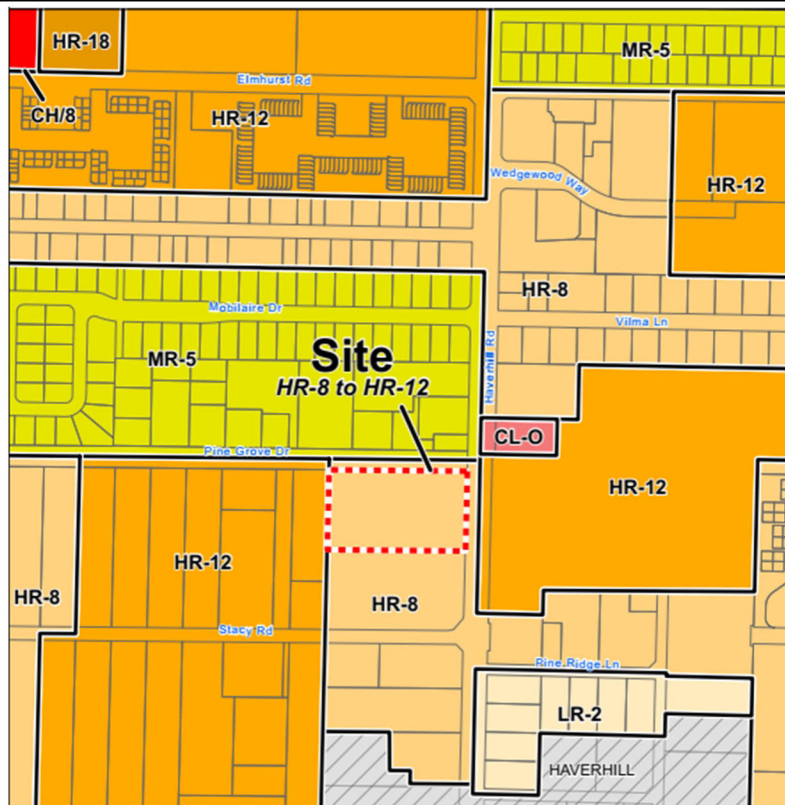 HR-18
MR-5
Elmhurst Rd
CH/8
HR-12
Wedgewood Way
HR-12
HR-8
Mobilaire Dr
Vilma Ln
Haverhill Rd
MR-5
Site
HR-8 to HR-12
CL-O
Pine Grove Dr
HR-12
HR-12
HR-8
HR-8
Stacy Rd
Pine Ridge Ln
LR-2
HAVERHILL